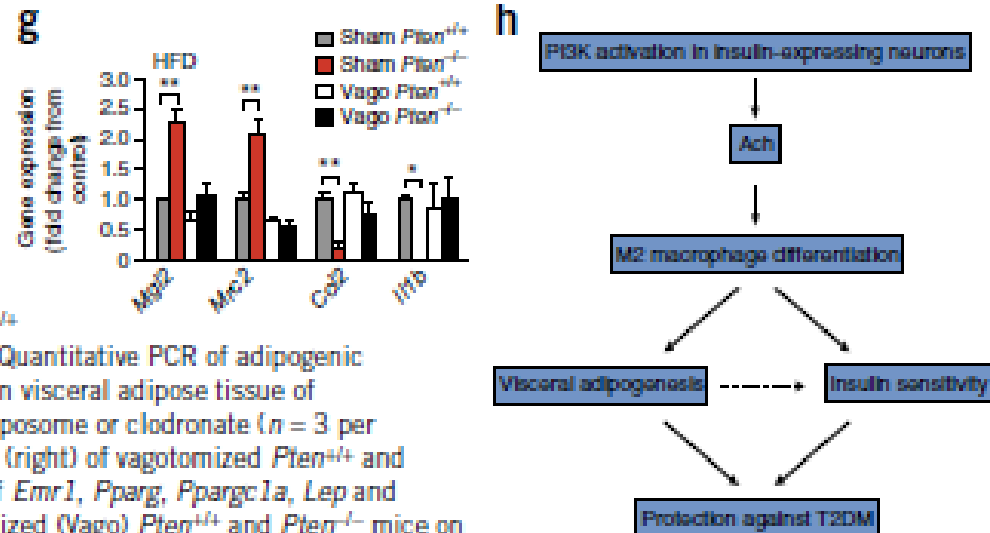 g
HFD
Sham Pten+/+
Sham Pten−/−
Vago Pten+/+
Vago Pten−/−
Gene expression
(fold change from
control)
3.0
2.5
2.0
1.5
1.0
0.5
0
**
**
**
*
Mgl2
Mrc2
Ccl2
Il1b
/+
Quantitative PCR of adipogenic
n visceral adipose tissue of
posome or clodronate (n = 3 per
(right) of vagotomized Pten+/+ and
f Emr1, Pparg, Ppargc1a, Lep and
ized (Vago) Pten+/+ and Pten−/− mice on
h
PI3K activation in insulin-expressing neurons
Ach
M2 macrophage differentiation
Visceral adipogenesis
Insulin sensitivity
Protection against T2DM